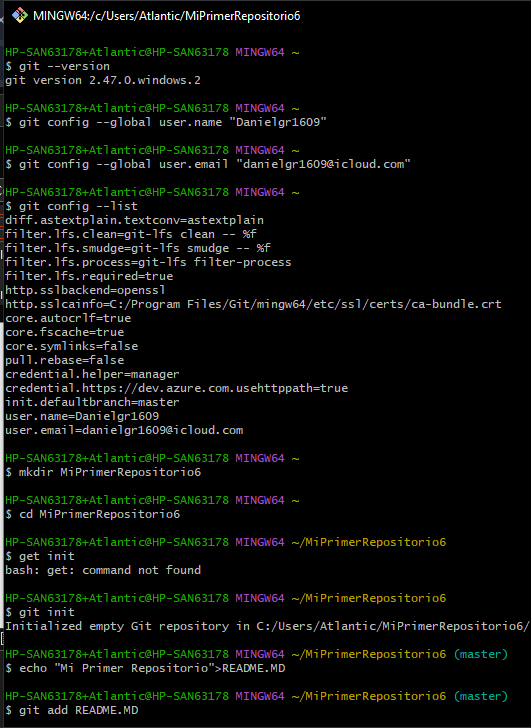 MINGW64:/c/Users/Atlantic/MiPrimerRepositorio6
HP-SAN63178+Atlantic@HP-SAN63178 MINGW64 ~
$ git --version
git version 2.47.0.windows.2
HP-SAN63178+Atlantic@HP-SAN63178 MINGW64 ~
$ git config --global user.name "Danielgr1609"
HP-SAN63178+Atlantic@HP-SAN63178 MINGW64 ~
$ git config --global user.email "danielgr1609@icloud.com"
HP-SAN63178+Atlantic@HP-SAN63178 MINGW64 ~
$ git config --list
diff.astextplain.textconv=astextplain
filter.lfs.clean=git-lfs clean -- %f
filter.lfs.smudge=git-lfs smudge -- %f
filter.lfs.process=git-lfs filter-process
filter.lfs.required=true
http.sslbackend=openssl
http.sslcainfo=C:/Program Files/Git/mingw64/etc/ssl/certs/ca-bundle.crt
core.autocrlf=true
core.fscache=true
core.symlinks=false
pull.rebase=false
credential.helper=manager
credential.https://dev.azure.com.usehttppath=true
init.defaultbranch=master
user.name=Danielgr1609
user.email=danielgr1609@icloud.com
HP-SAN63178+Atlantic@HP-SAN63178 MINGW64 ~
$ mkdir MiPrimerRepositorio6
HP-SAN63178+Atlantic@HP-SAN63178 MINGW64 ~
$ cd MiPrimerRepositorio6
HP-SAN63178+Atlantic@HP-SAN63178 MINGW64 ~/MiPrimerRepositorio6
$ get init
bash: get: command not found
HP-SAN63178+Atlantic@HP-SAN63178 MINGW64 ~/MiPrimerRepositorio6
$ git init
Initialized empty Git repository in C:/Users/Atlantic/MiPrimerRepositorio6/
HP-SAN63178+Atlantic@HP-SAN63178 MINGW64 ~/MiPrimerRepositorio6 (master)
$ echo "Mi Primer Repositorio">README.MD
HP-SAN63178+Atlantic@HP-SAN63178 MINGW64 ~/MiPrimerRepositorio6 (master)
$ git add README.MD